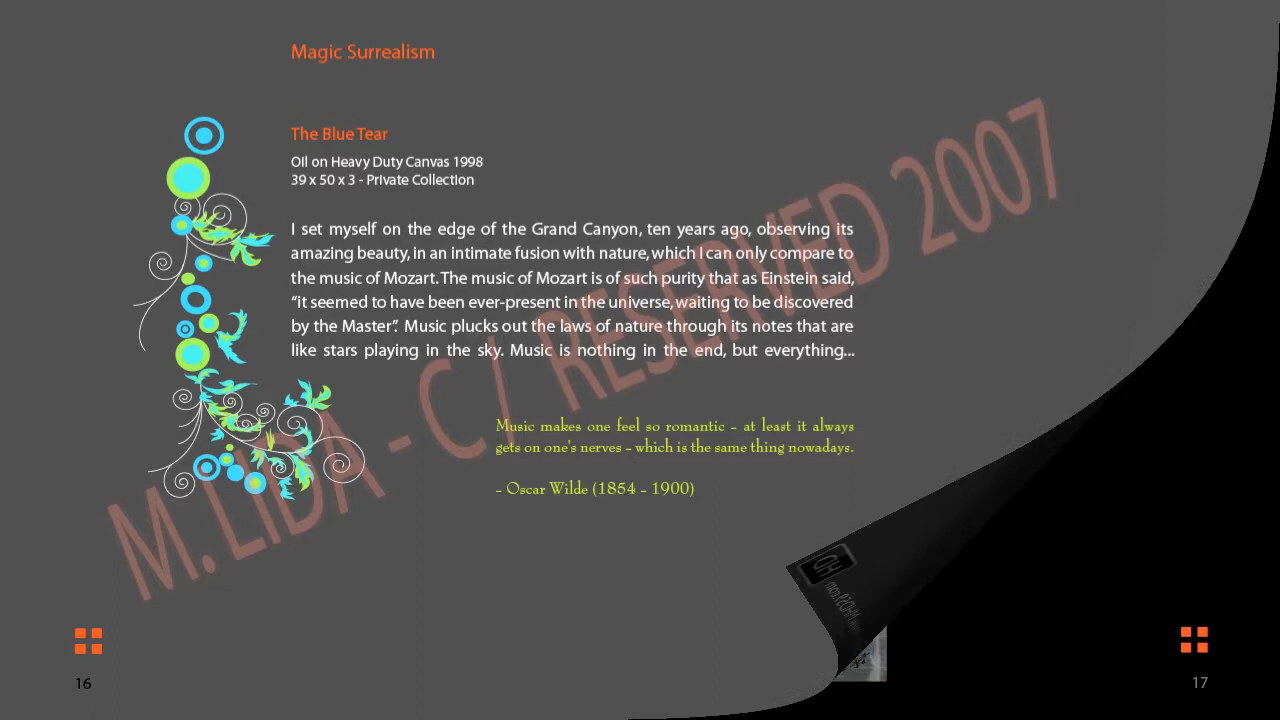 Magic Surrealism
The Blue Tear
Oil on Heavy Duty Canvas 1998
39 x 50 x 3 - Private Collection
I set myself on the edge of the Grand Canyon, ten years ago, observing its
amazing beauty, in an intimate fusion with nature, which I can only compare to
the music of Mozart. The music of Mozart is of such purity that as Einstein said,
“it seemed to have been ever-present in the universe, waiting to be discovered
by the Master”. Music plucks out the laws of nature through its notes that are
like stars playing in the sky. Music is nothing in the end, but everything...
Music makes one feel so romantic – at least it always
gets on one's nerves – which is the same thing nowadays.
– Oscar Wilde (1854 – 1900)
M. LIDA - C / RESERVED 2007
HD
16
17